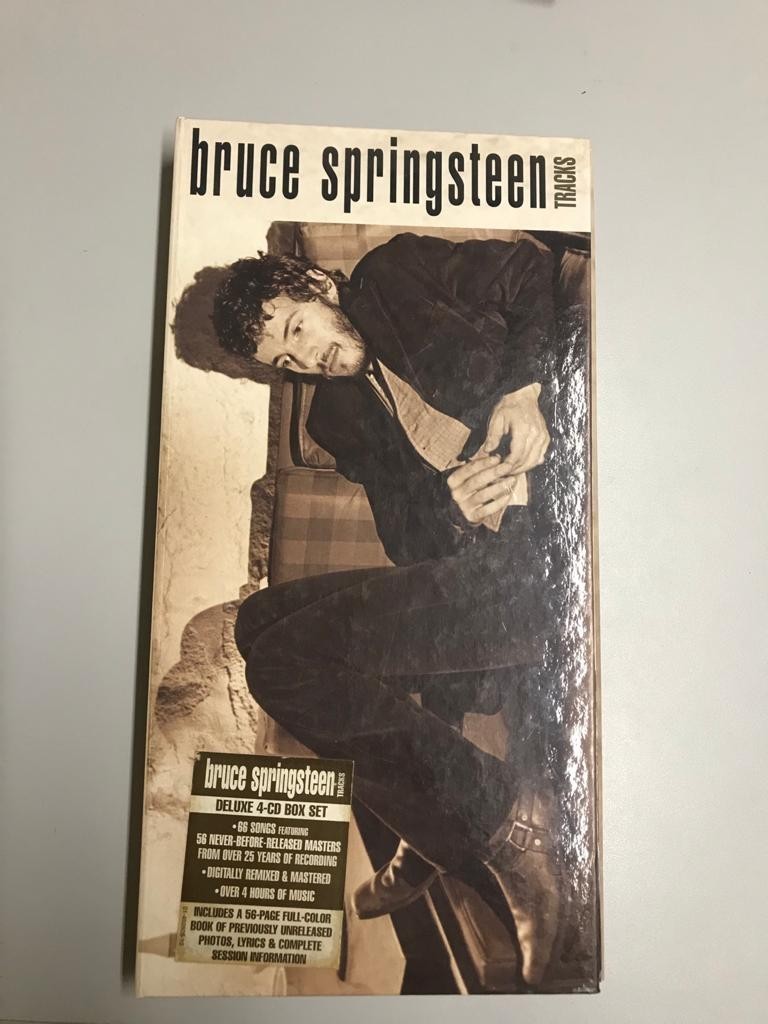 bruce springsteen TRACKS
bruce springsteen TRACKS
DELUXE 4-CD BOX SET
• 66 SONGS FEATURING
56 NEVER-BEFORE-RELEASED MASTERS
FROM OVER 25 YEARS OF RECORDING
• DIGITALLY REMIXED & MASTERED
• OVER 4 HOURS OF MUSIC
INCLUDES A 56-PAGE FULL-COLOR
BOOK OF PREVIOUSLY UNRELEASED
PHOTOS, LYRICS & COMPLETE
SESSION INFORMATION